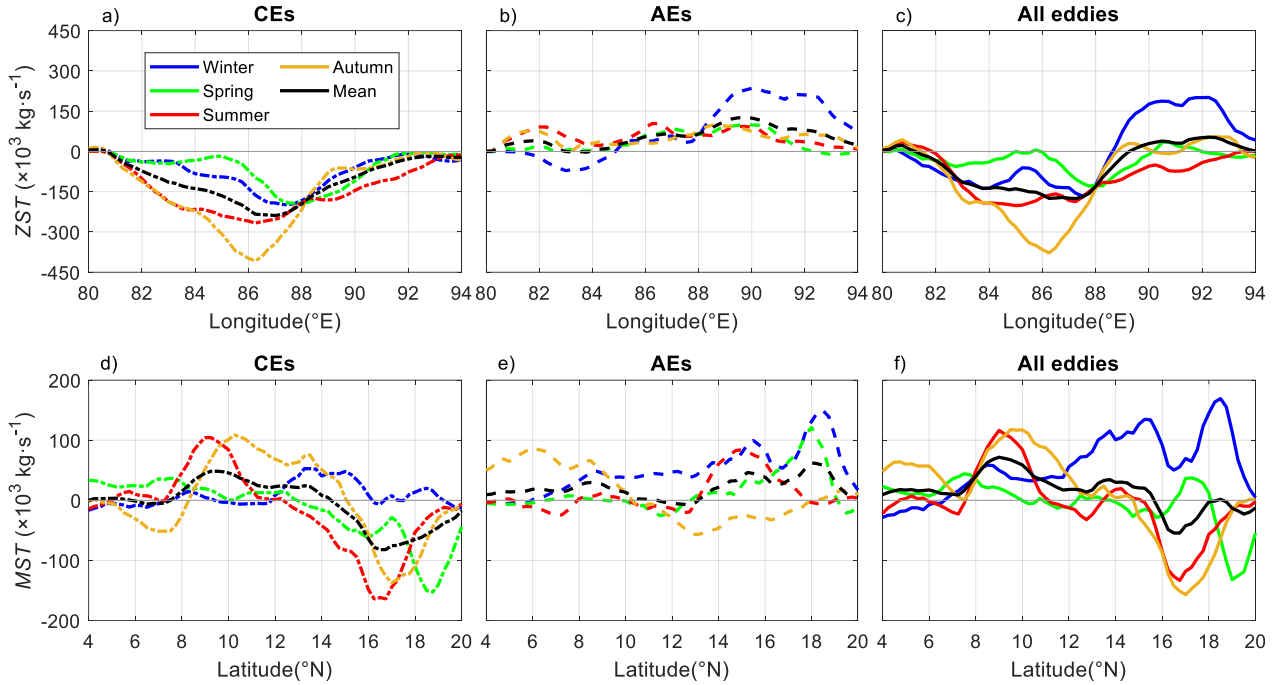 a) CEs
b) AEs
c) All eddies
ZST (×10³ kg·s⁻¹)
450
300
150
0
-150
-300
-450
Winter
Spring
Summer
Autumn
Mean
80 82 84 86 88 90 92 94
80 82 84 86 88 90 92 94
80 82 84 86 88 90 92 94
Longitude(°E)
Longitude(°E)
Longitude(°E)
d) CEs
e) AEs
f) All eddies
MST (×10³ kg·s⁻¹)
200
100
0
-100
-200
4 6 8 10 12 14 16 18 20
4 6 8 10 12 14 16 18 20
4 6 8 10 12 14 16 18 20
Latitude(°N)
Latitude(°N)
Latitude(°N)